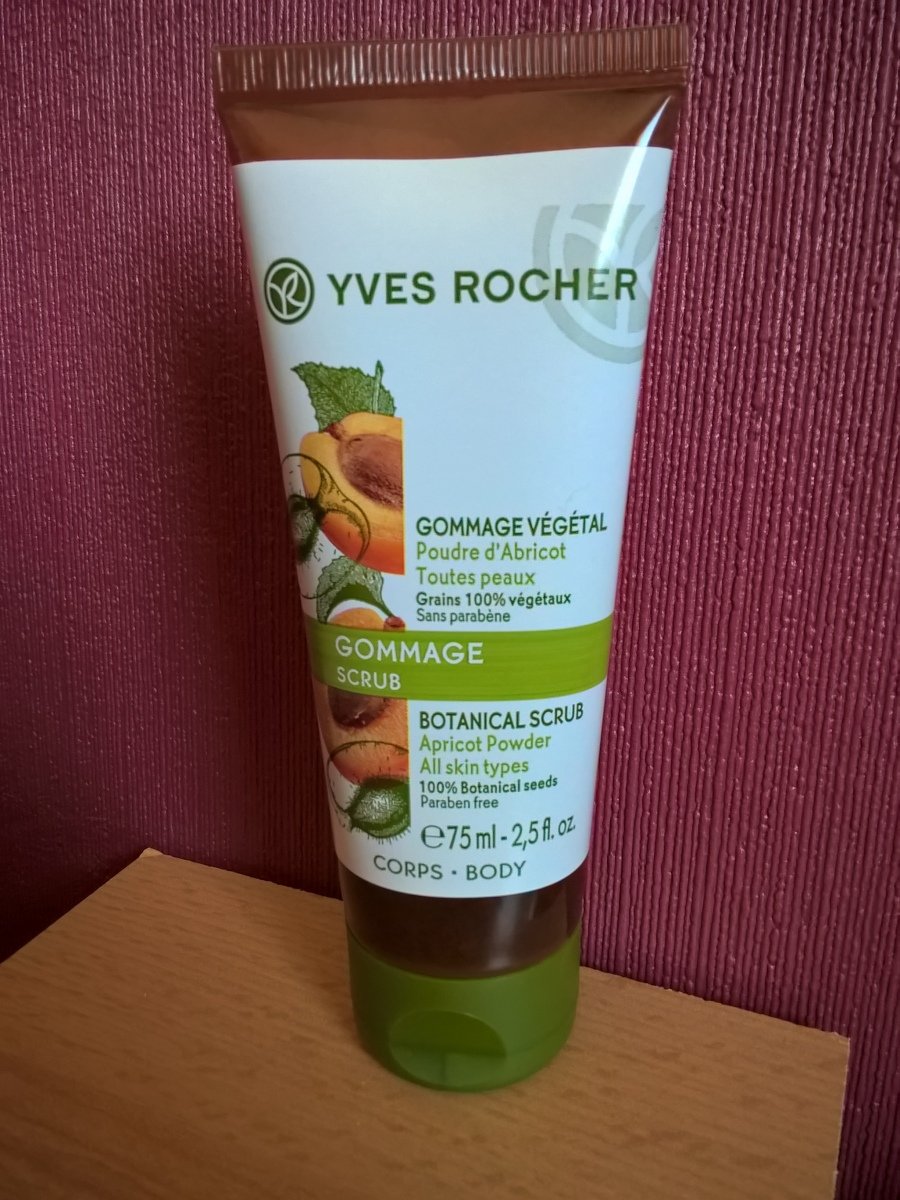 YVES ROCHER
GOMMAGE VÉGÉTAL
Poudre d'Abricot
Toutes peaux
Grains 100% végétaux
Sans parabène
GOMMAGE
SCRUB
BOTANICAL SCRUB
Apricot Powder
All skin types
100% Botanical seeds
Paraben free
℮75 ml - 2,5 fl. oz.
CORPS • BODY